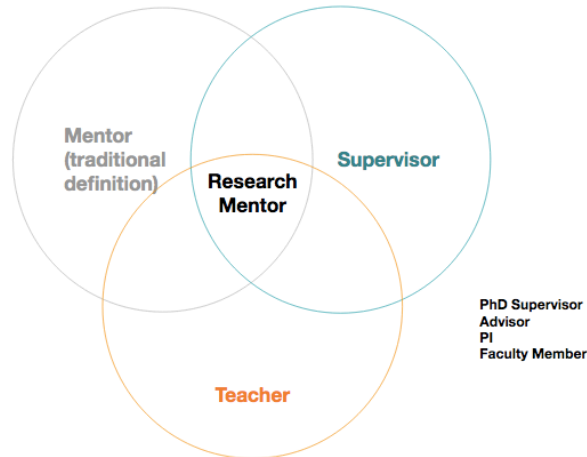 Mentor
(traditional
definition)
Supervisor
Research
Mentor
Teacher
PhD Supervisor
Advisor
PI
Faculty Member